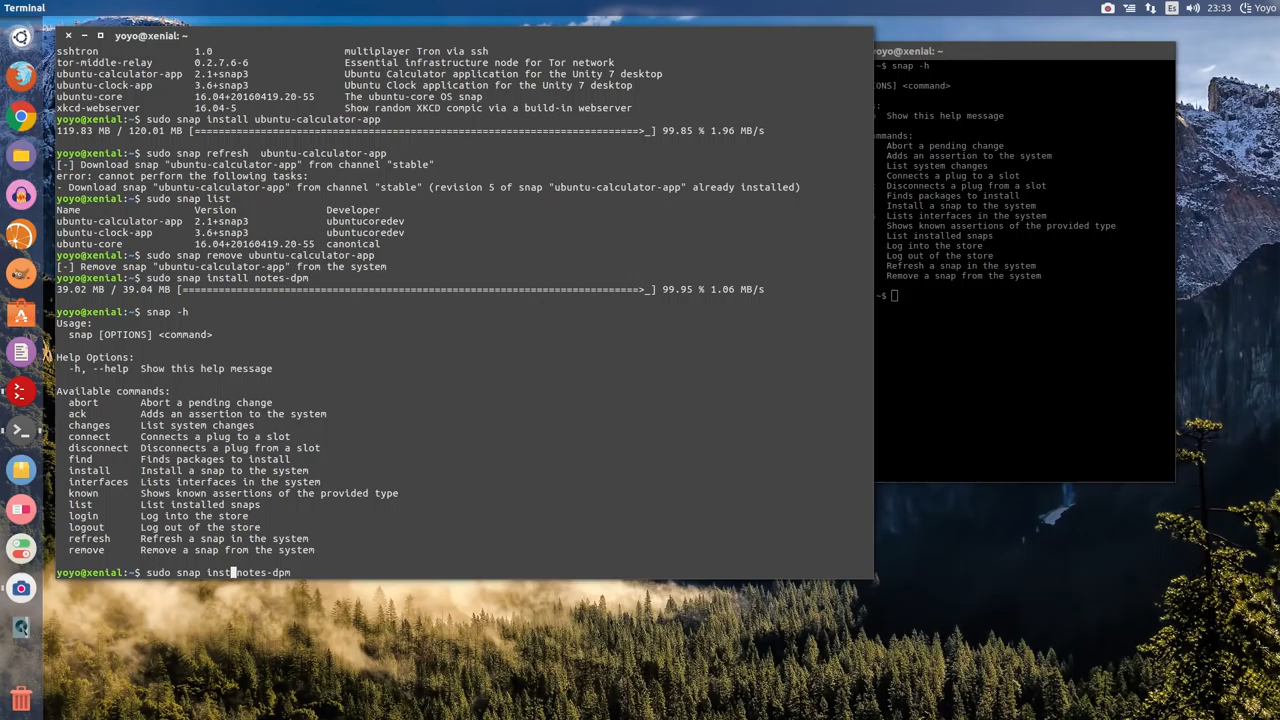 Terminal
Es
23:33
Yoyo
yoyo@xenial: ~
sshtron 1.0 multiplayer Tron via ssh
tor-middle-relay 0.2.7.6-6 Essential infrastructure node for Tor network
ubuntu-calculator-app 2.1+snap3 Ubuntu Calculator application for the Unity 7 desktop
ubuntu-clock-app 3.6+snap3 Ubuntu Clock application for the Unity 7 desktop
ubuntu-core 16.04+20160419.20-55 The ubuntu-core OS snap
xkcd-webserver 16.04-5 Show random XKCD compic via a build-in webserver
yoyo@xenial:~$ sudo snap install ubuntu-calculator-app
119.83 MB / 120.01 MB [==========================================================================>_] 99.85 % 1.96 MB/s
yoyo@xenial:~$ sudo snap refresh  ubuntu-calculator-app
[-] Download snap "ubuntu-calculator-app" from channel "stable"
error: cannot perform the following tasks:
- Download snap "ubuntu-calculator-app" from channel "stable" (revision 5 of snap "ubuntu-calculator-app" already installed)
yoyo@xenial:~$ sudo snap list
Name Version Developer
ubuntu-calculator-app 2.1+snap3 ubuntucoredev
ubuntu-clock-app 3.6+snap3 ubuntucoredev
ubuntu-core 16.04+20160419.20-55 canonical
yoyo@xenial:~$ sudo snap remove ubuntu-calculator-app
[-] Remove snap "ubuntu-calculator-app" from the system
yoyo@xenial:~$ sudo snap install notes-dpm
39.02 MB / 39.04 MB [============================================================================>_] 99.95 % 1.06 MB/s
yoyo@xenial:~$ snap -h
Usage:
snap [OPTIONS] <command>
Help Options:
-h, --help Show this help message
Available commands:
abort Abort a pending change
ack Adds an assertion to the system
changes List system changes
connect Connects a plug to a slot
disconnect Disconnects a plug from a slot
find Finds packages to install
install Install a snap to the system
interfaces Lists interfaces in the system
known Shows known assertions of the provided type
list List installed snaps
login Log into the store
logout Log out of the store
refresh Refresh a snap in the system
remove Remove a snap from the system
yoyo@xenial:~$ sudo snap inst notes-dpm
yoyo@xenial: ~
~$ snap -h
ONS] <command>
s:
Show this help message
mmands:
Abort a pending change
Adds an assertion to the system
List system changes
Connects a plug to a slot
Disconnects a plug from a slot
Finds packages to install
Install a snap to the system
Lists interfaces in the system
Shows known assertions of the provided type
List installed snaps
Log into the store
Log out of the store
Refresh a snap in the system
Remove a snap from the system
~$